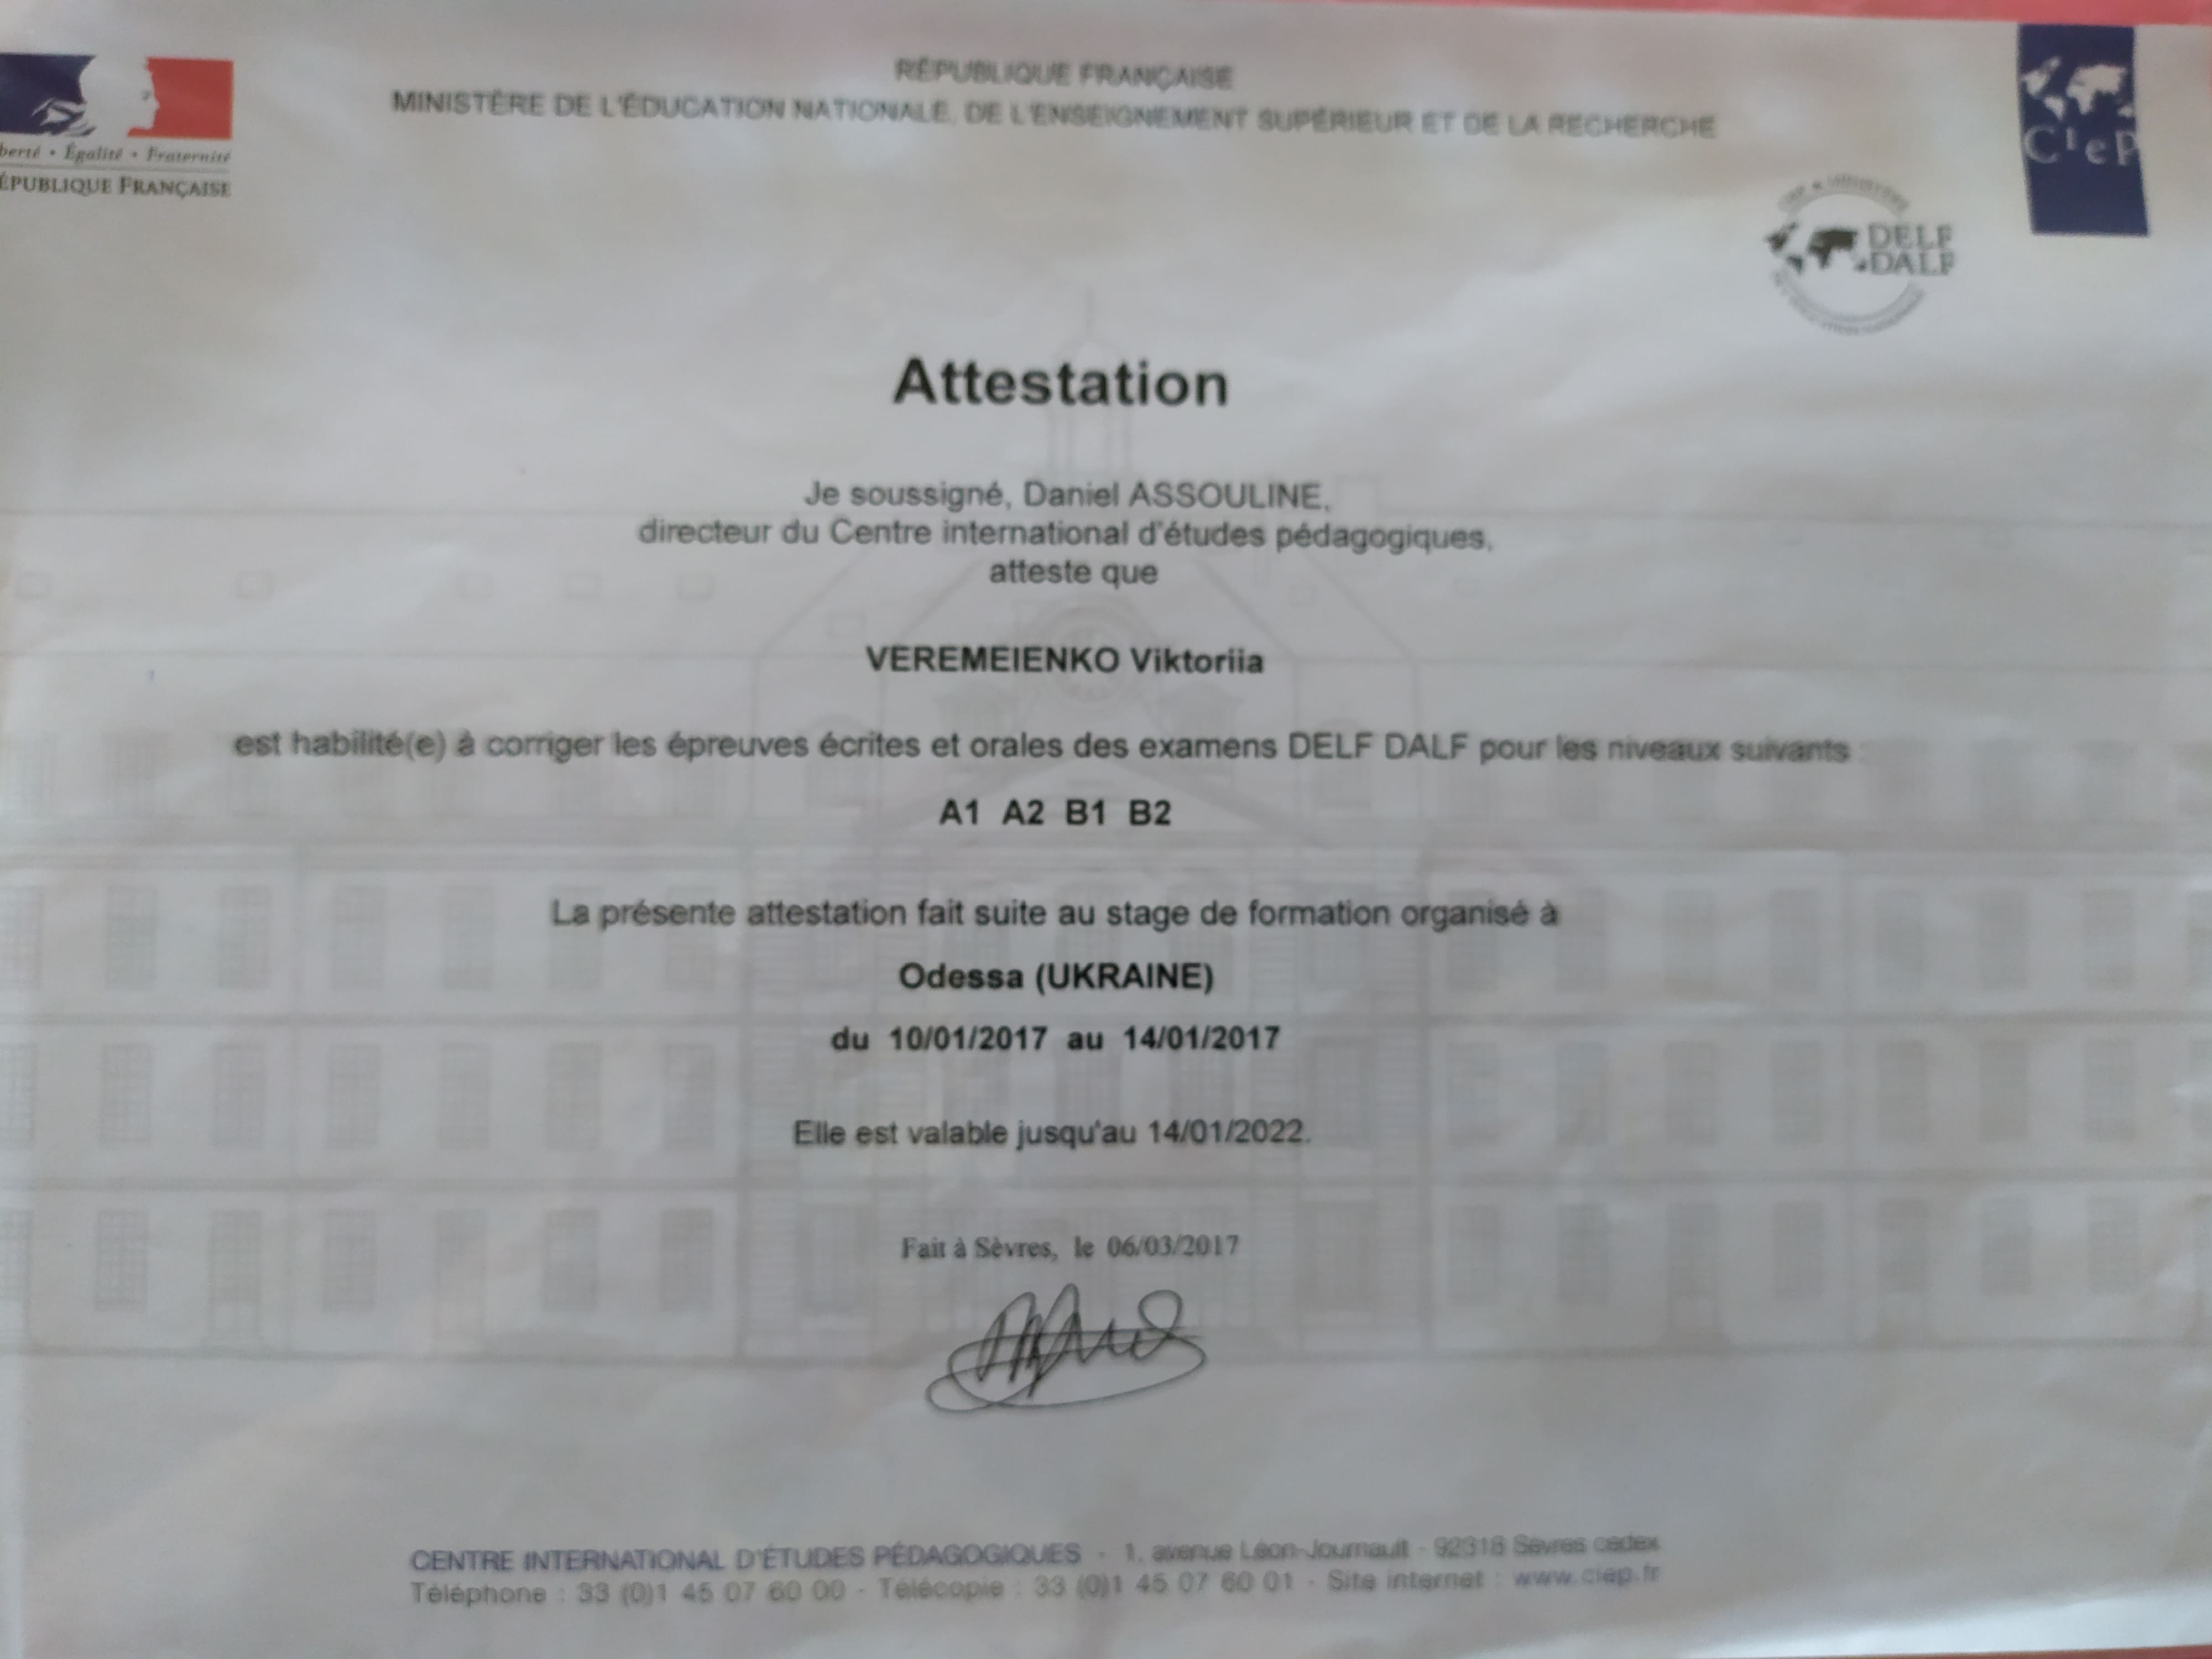 RÉPUBLIQUE FRANÇAISE
MINISTÈRE DE L'ÉDUCATION NATIONALE, DE L'ENSEIGNEMENT SUPÉRIEUR ET DE LA RECHERCHE
berté • Égalité • Fraternité
ÉPUBLIQUE FRANÇAISE
CIeP
DELF
DALF
Attestation
Je soussigné, Daniel ASSOULINE,
directeur du Centre international d'études pédagogiques,
atteste que
VEREMEIENKO Viktoriia
est habilité(e) à corriger les épreuves écrites et orales des examens DELF DALF pour les niveaux suivants :
A1 A2 B1 B2
La présente attestation fait suite au stage de formation organisé à
Odessa (UKRAINE)
du 10/01/2017 au 14/01/2017
Elle est valable jusqu'au 14/01/2022.
Fait à Sèvres, le 06/03/2017
CENTRE INTERNATIONAL D'ÉTUDES PÉDAGOGIQUES - 1, avenue Léon-Journault - 92318 Sèvres cedex
Téléphone : 33 (0)1 45 07 60 00 - Télécopie : 33 (0)1 45 07 60 01 - Site internet : www.ciep.fr